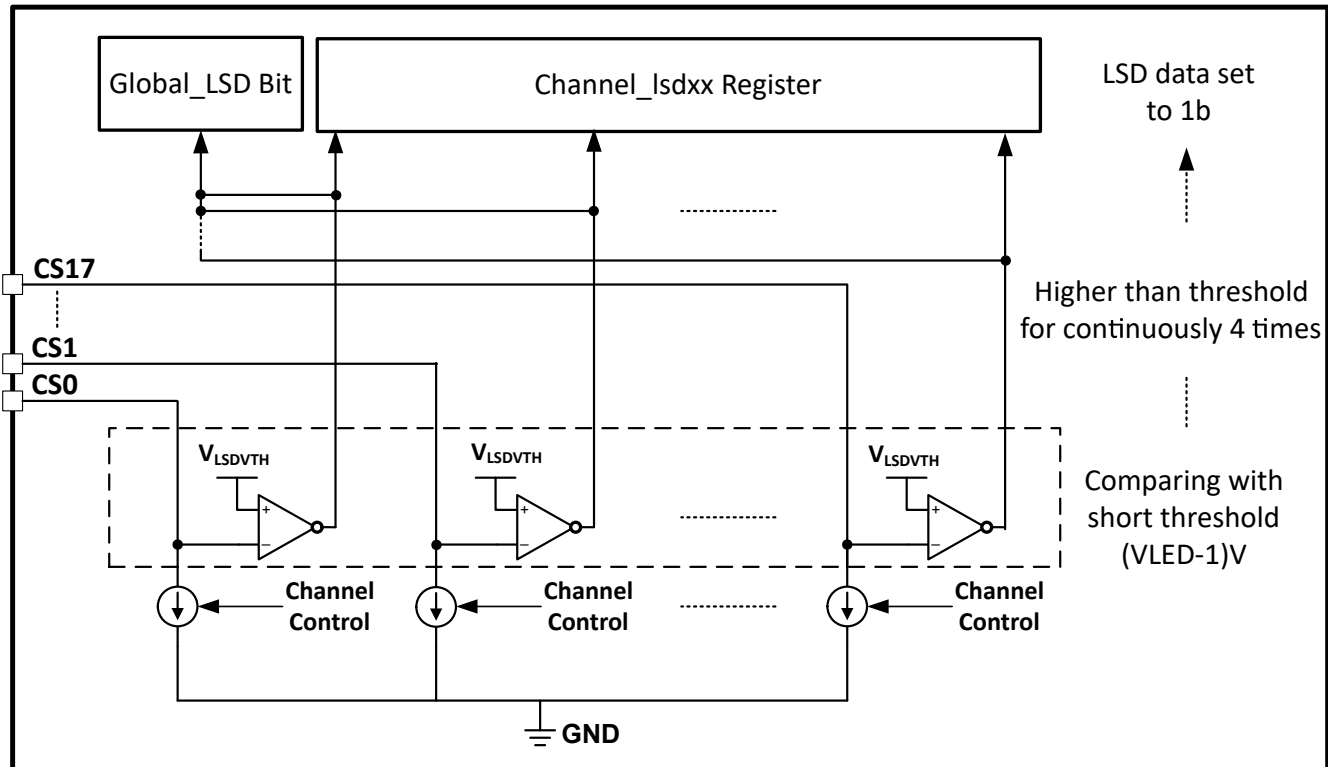 Global_LSD Bit
Channel_lsdxx Register
LSD data set
to 1b
CS17
Higher than threshold
for continuously 4 times
CS1
CS0
VLSDVTH
VLSDVTH
VLSDVTH
+
−
+
−
+
−
Comparing with
short threshold
(VLED-1)V
Channel
Control
Channel
Control
Channel
Control
GND